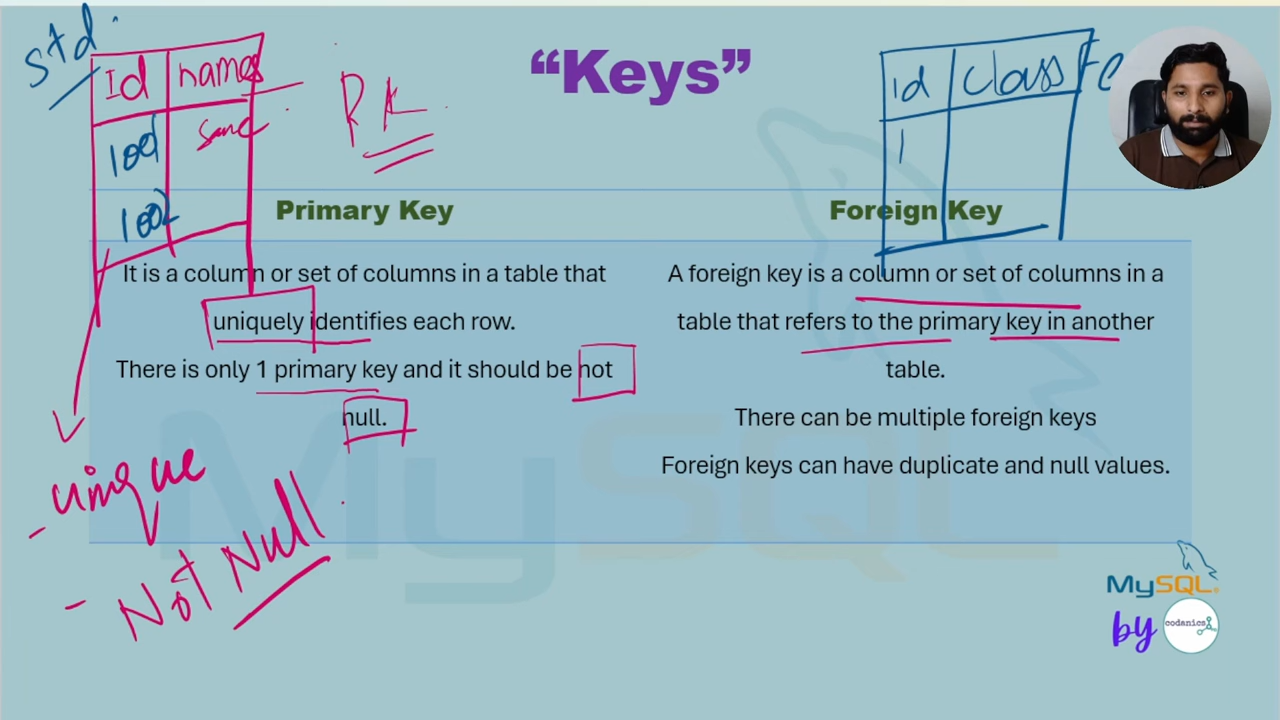 std
Id names
1001 same
1002
PK
"Keys"
id class
1
Primary Key
It is a column or set of columns in a table that
uniquely identifies each row.
There is only 1 primary key and it should be not
null.
Foreign Key
A foreign key is a column or set of columns in a
table that refers to the primary key in another
table.
There can be multiple foreign keys
Foreign keys can have duplicate and null values.
- unique
- Not Null
MySQL
MySQL
by codanics